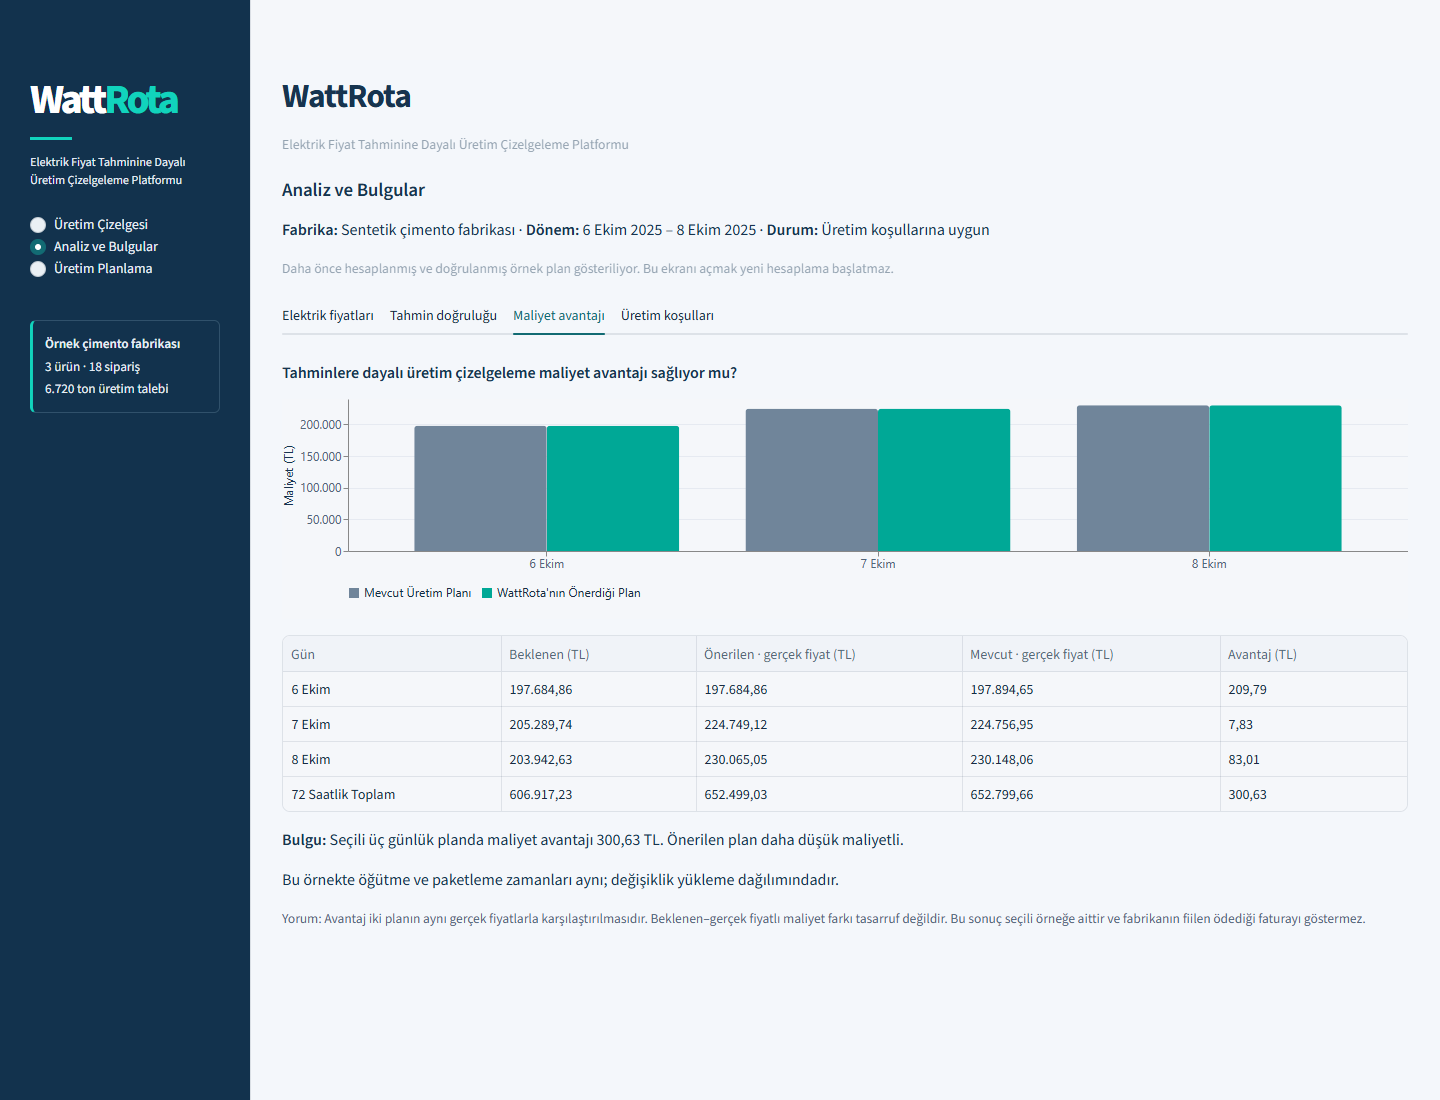 WattRota
Elektrik Fiyat Tahminine Dayalı
Üretim Çizelgeleme Platformu
Üretim Çizelgesi
Analiz ve Bulgular
Üretim Planlama
Örnek çimento fabrikası
3 ürün · 18 sipariş
6.720 ton üretim talebi
WattRota
Elektrik Fiyat Tahminine Dayalı Üretim Çizelgeleme Platformu
Analiz ve Bulgular
Fabrika: Sentetik çimento fabrikası · Dönem: 6 Ekim 2025 – 8 Ekim 2025 · Durum: Üretim koşullarına uygun
Daha önce hesaplanmış ve doğrulanmış örnek plan gösteriliyor. Bu ekranı açmak yeni hesaplama başlatmaz.
Elektrik fiyatları Tahmin doğruluğu Maliyet avantajı Üretim koşulları
Tahminlere dayalı üretim çizelgeleme maliyet avantajı sağlıyor mu?
Maliyet (TL)
200.000
150.000
100.000
50.000
0
6 Ekim 7 Ekim 8 Ekim
Mevcut Üretim Planı WattRota'nın Önerdiği Plan
Gün Beklenen (TL) Önerilen · gerçek fiyat (TL) Mevcut · gerçek fiyat (TL) Avantaj (TL)
6 Ekim 197.684,86 197.684,86 197.894,65 209,79
7 Ekim 205.289,74 224.749,12 224.756,95 7,83
8 Ekim 203.942,63 230.065,05 230.148,06 83,01
72 Saatlik Toplam 606.917,23 652.499,03 652.799,66 300,63
Bulgu: Seçili üç günlük planda maliyet avantajı 300,63 TL. Önerilen plan daha düşük maliyetli.
Bu örnekte öğütme ve paketleme zamanları aynı; değişiklik yükleme dağılımındadır.
Yorum: Avantaj iki planın aynı gerçek fiyatlarla karşılaştırılmasıdır. Beklenen–gerçek fiyatlı maliyet farkı tasarruf değildir. Bu sonuç seçili örneğe aittir ve fabrikanın fiilen ödediği faturayı göstermez.